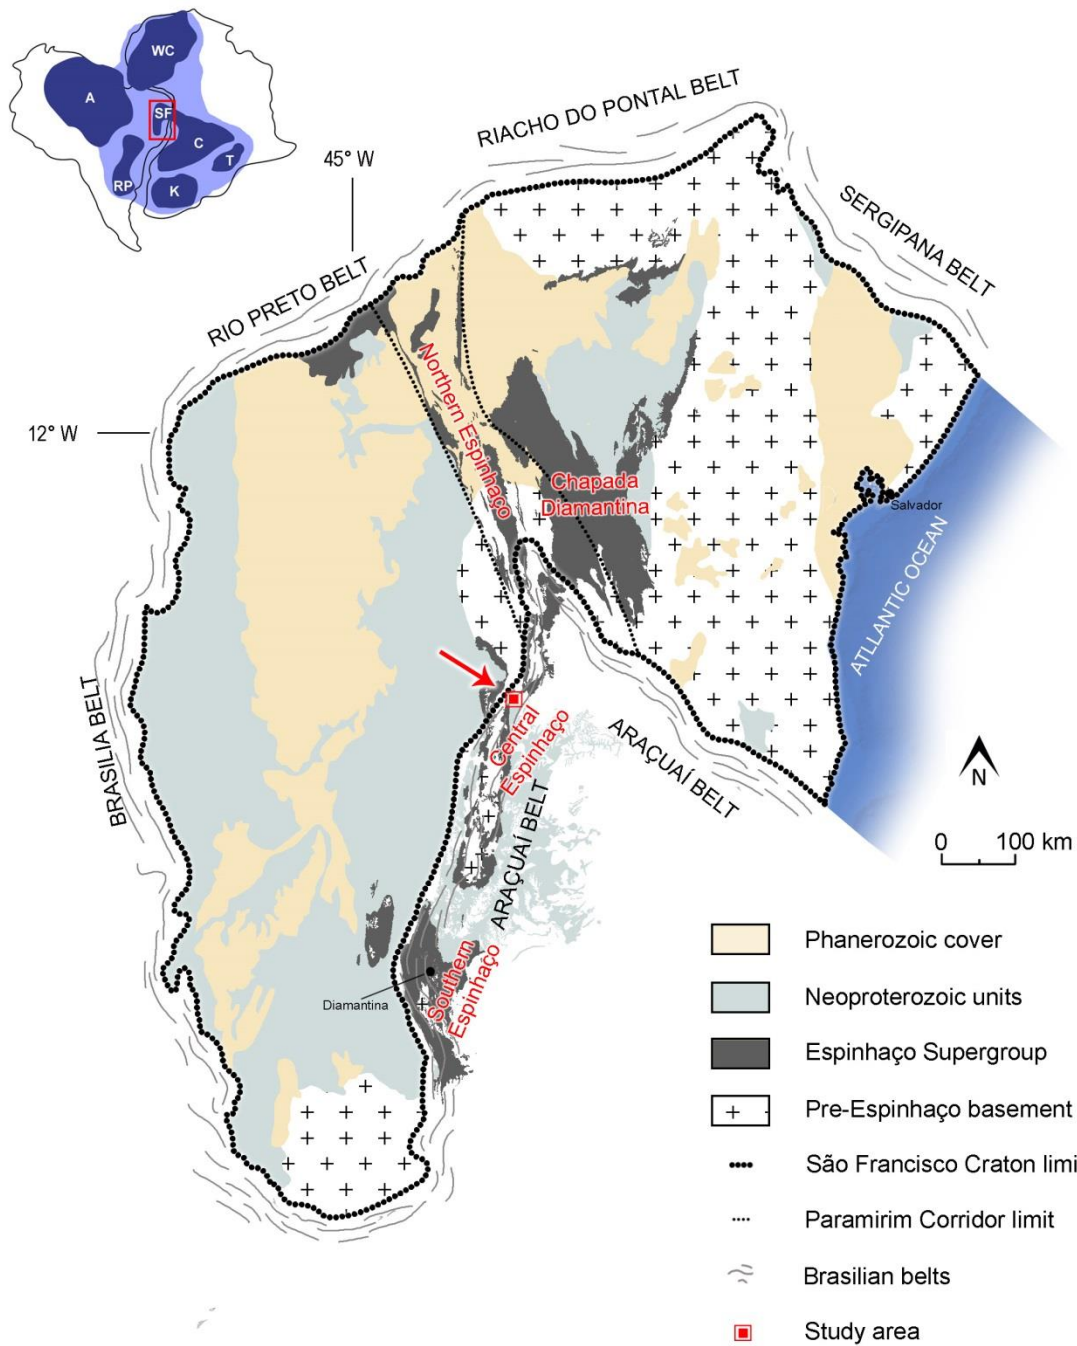 WC
A
SF
C
T
RP
K
45° W
RIACHO DO PONTAL BELT
SERGIPANA BELT
RIO PRETO BELT
12° W
Northern Espinhaço
Chapada
Diamantina
Salvador
ATLLANTIC OCEAN
BRASILIA BELT
Central
Espinhaço
ARAÇUAÍ BELT
ARAÇUAÍ BELT
N
0 100 km
Southern
Espinhaço
Diamantina
Phanerozoic cover
Neoproterozoic units
Espinhaço Supergroup
Pre-Espinhaço basement
São Francisco Craton limi
Paramirim Corridor limit
Brasilian belts
Study area